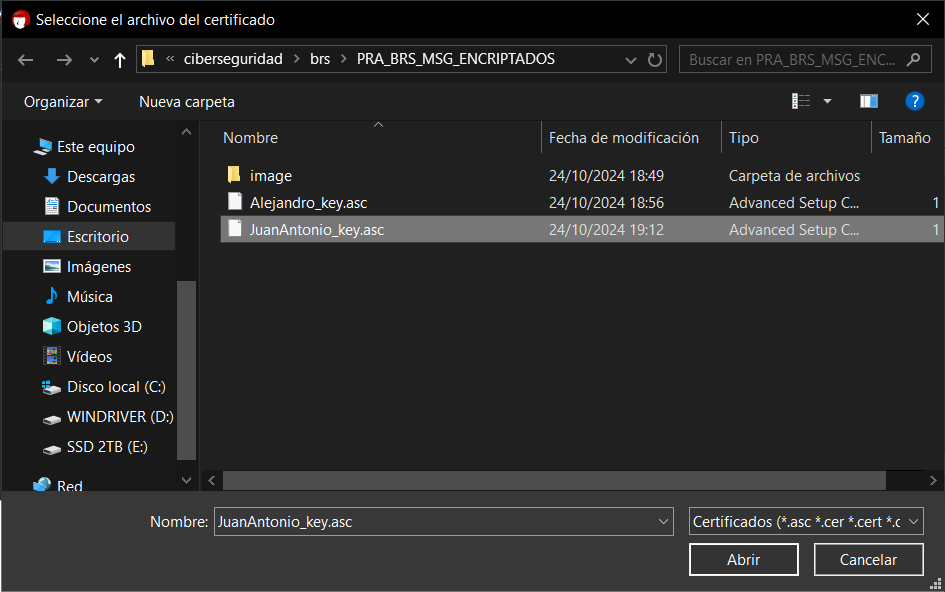 Seleccione el archivo del certificado
« ciberseguridad > brs > PRA_BRS_MSG_ENCRIPTADOS
Buscar en PRA_BRS_MSG_ENC...
Organizar Nueva carpeta
?
Nombre Fecha de modificación Tipo Tamaño
image 24/10/2024 18:49 Carpeta de archivos
Alejandro_key.asc 24/10/2024 18:56 Advanced Setup C... 1
JuanAntonio_key.asc 24/10/2024 19:12 Advanced Setup C... 1
Este equipo
Descargas
Documentos
Escritorio
Imágenes
Música
Objetos 3D
Vídeos
Disco local (C:)
WINDRIVER (D:)
SSD 2TB (E:)
Red
Nombre: JuanAntonio_key.asc
Certificados (*.asc *.cer *.cert *.c
Abrir Cancelar